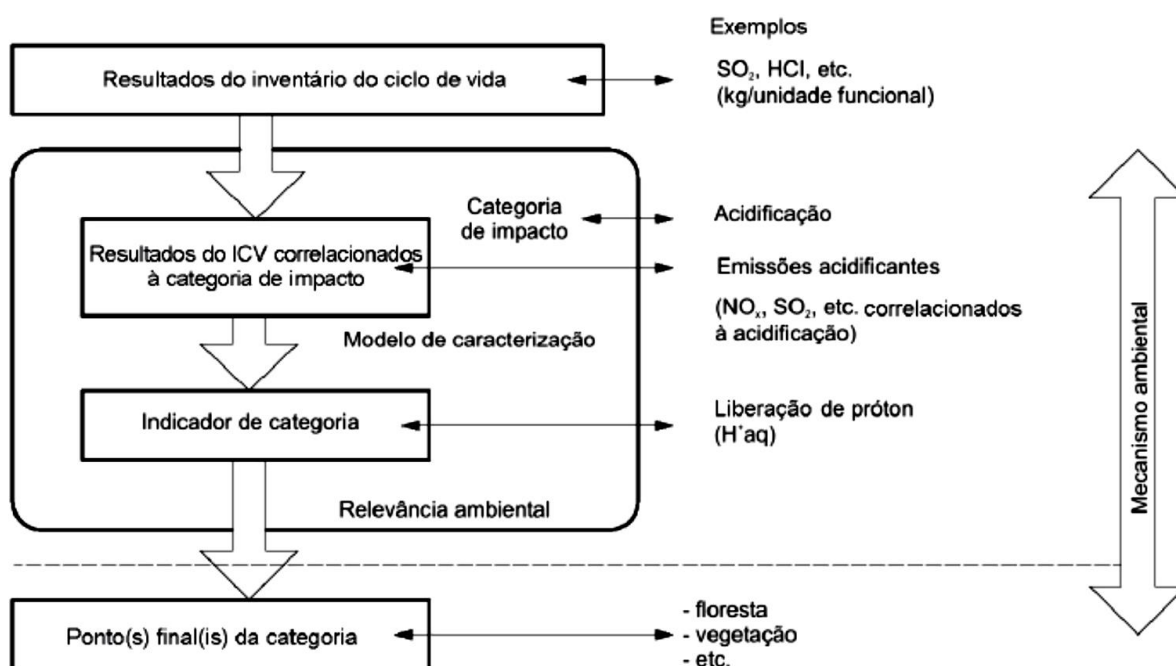 Exemplos
Resultados do inventário do ciclo de vida
SO₂, HCl, etc.
(kg/unidade funcional)
Categoria
de impacto
Acidificação
Resultados do ICV correlacionados
à categoria de impacto
Emissões acidificantes
(NOₓ, SO₂, etc. correlacionados
à acidificação)
Modelo de caracterização
Indicador de categoria
Liberação de próton
(H⁺aq)
Relevância ambiental
Mecanismo ambiental
Ponto(s) final(is) da categoria
- floresta
- vegetação
- etc.